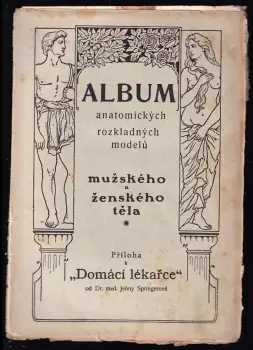 ALBUM
anatomických
rozkladných
modelů
mužského
a
ženského
těla
*
Příloha
k
„Domácí lékařce“
od Dr. med. Jenny Springerové